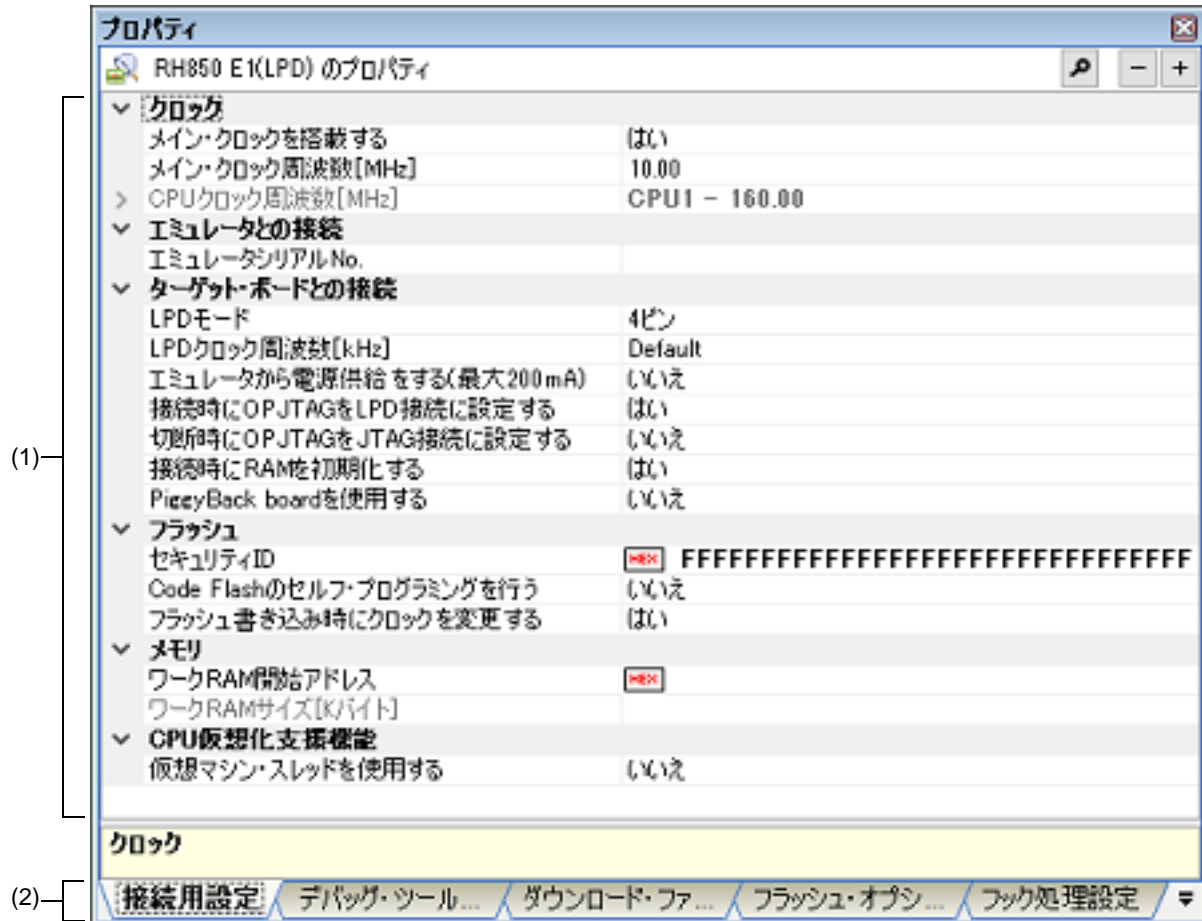 プロパティ
RH850 E1(LPD) のプロパティ
(1)
クロック
メイン・クロックを搭載する はい
メイン・クロック周波数[MHz] 10.00
CPUクロック周波数[MHz] CPU1 - 160.00
エミュレータとの接続
エミュレータシリアルNo.
ターゲット・ボードとの接続
LPDモード 4ピン
LPDクロック周波数[kHz] Default
エミュレータから電源供給をする(最大200mA) いいえ
接続時にOPJTAGをLPD接続に設定する はい
切断時にOPJTAGをJTAG接続に設定する いいえ
接続時にRAMを初期化する はい
PiggyBack boardを使用する いいえ
フラッシュ
セキュリティID HEX FFFFFFFFFFFFFFFFFFFFFFFFFFFFFFFF
Code Flashのセルフ・プログラミングを行う いいえ
フラッシュ書き込み時にクロックを変更する はい
メモリ
ワークRAM開始アドレス HEX
ワークRAMサイズ[Kバイト]
CPU仮想化支援機能
仮想マシン・スレッドを使用する いいえ
クロック
(2)
接続用設定 デバッグ・ツール... ダウンロード・ファ... フラッシュ・オプシ... フック処理設定